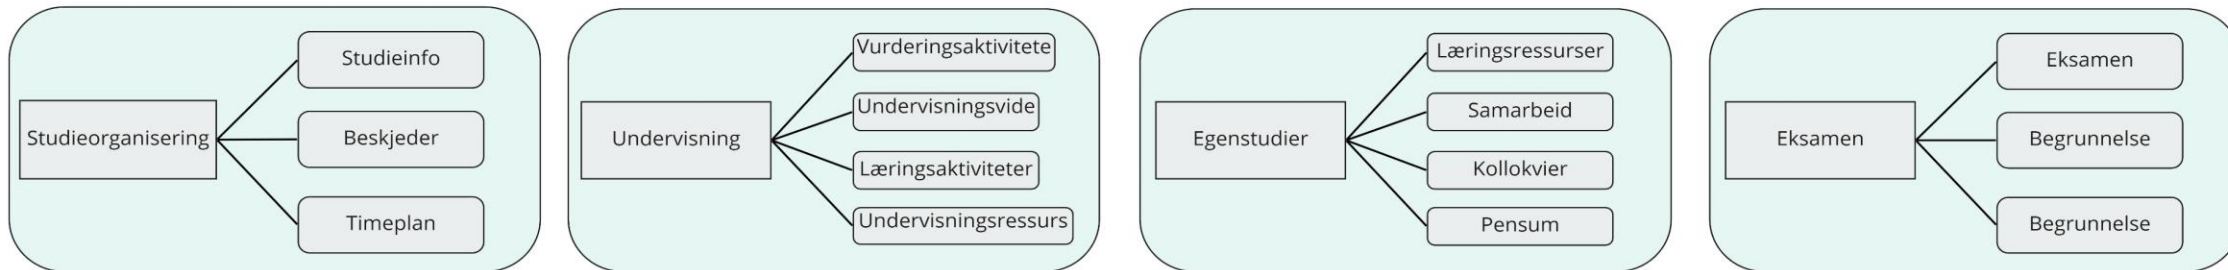 Studieorganisering
Studieinfo
Beskjeder
Timeplan
Undervisning
Vurderingsaktivitete
Undervisningsvide
Læringsaktiviteter
Undervisningsressurs
Egenstudier
Læringsressurser
Samarbeid
Kollokvier
Pensum
Eksamen
Eksamen
Begrunnelse
Begrunnelse